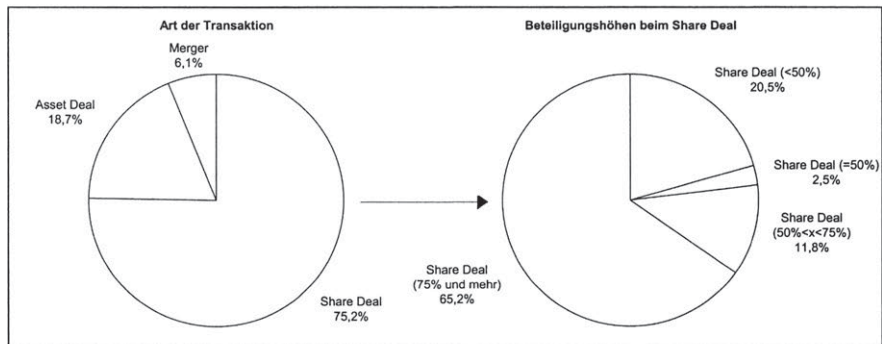 Art der Transaktion
Merger
6,1%
Asset Deal
18,7%
Share Deal
75,2%
Beteiligungshöhen beim Share Deal
Share Deal (<50%)
20,5%
Share Deal (=50%)
2,5%
Share Deal
(50%<x<75%)
11,8%
Share Deal
(75% und mehr)
65,2%